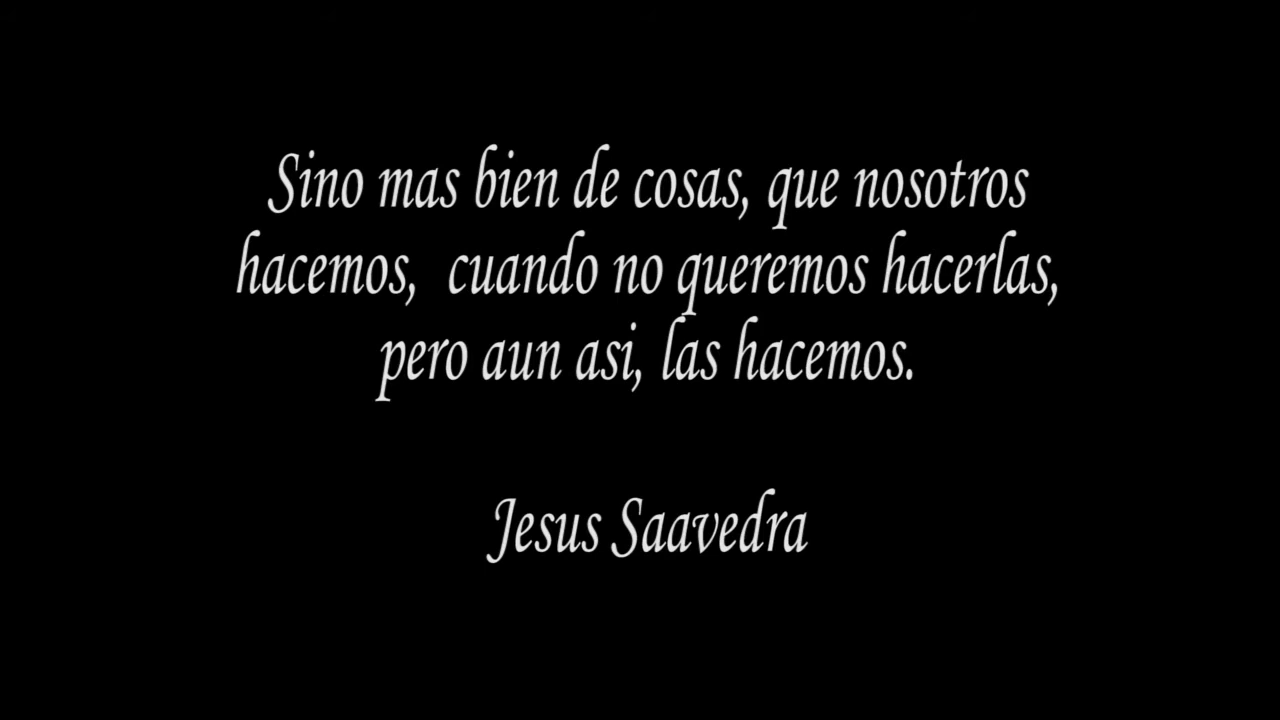 Sino mas bien de cosas, que nosotros
hacemos,  cuando no queremos hacerlas,
pero aun asi, las hacemos.
Jesus Saavedra